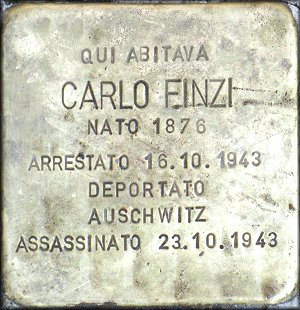 QUI ABITAVA
CARLO FINZI
NATO 1876
ARRESTATO 16.10.1943
DEPORTATO
AUSCHWITZ
ASSASSINATO 23.10.1943